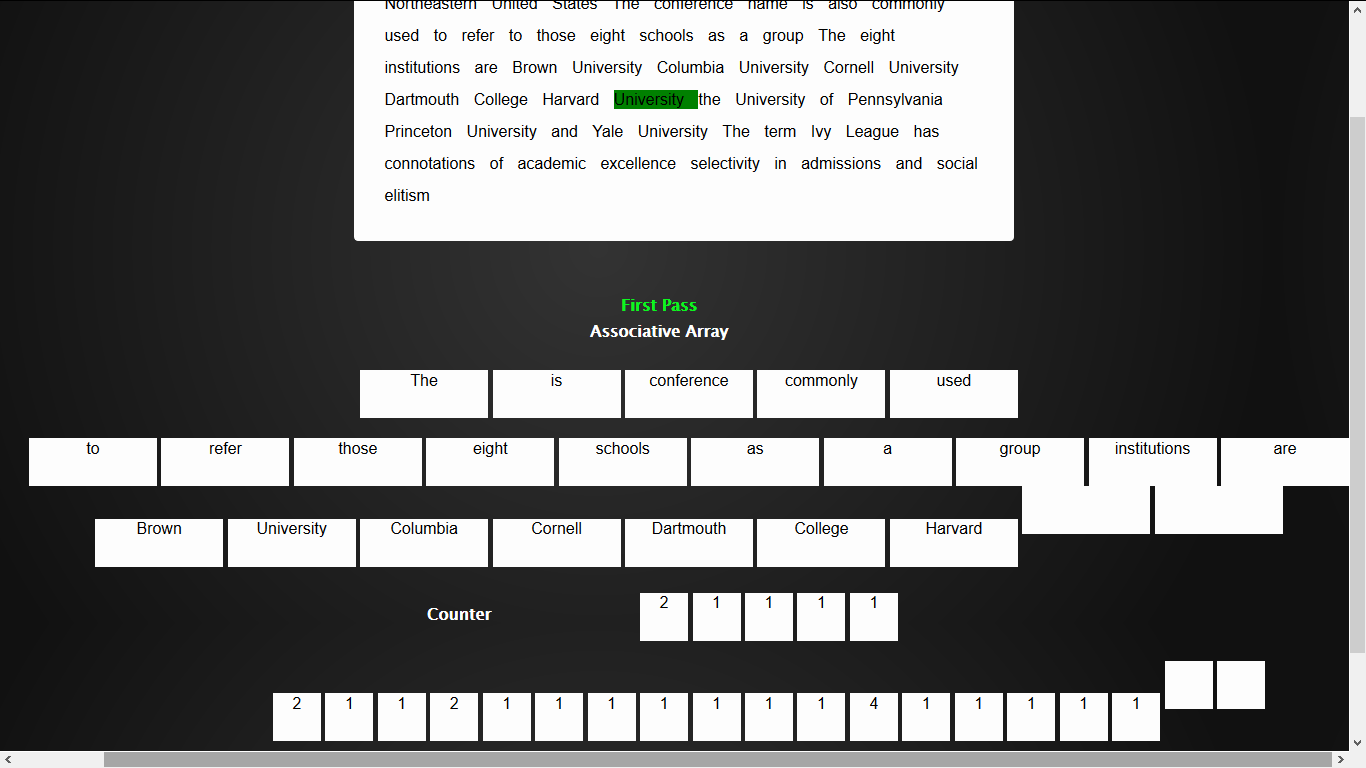 Northeastern United States The conference name is also commonly
used to refer to those eight schools as a group The eight
institutions are Brown University Columbia University Cornell University
Dartmouth College Harvard University the University of Pennsylvania
Princeton University and Yale University The term Ivy League has
connotations of academic excellence selectivity in admissions and social
elitism
First Pass
Associative Array
The is conference commonly used
to refer those eight schools as a group institutions are
Brown University Columbia Cornell Dartmouth College Harvard
Counter
2 1 1 1 1
2 1 1 2 1 1 1 1 1 1 1 4 1 1 1 1 1